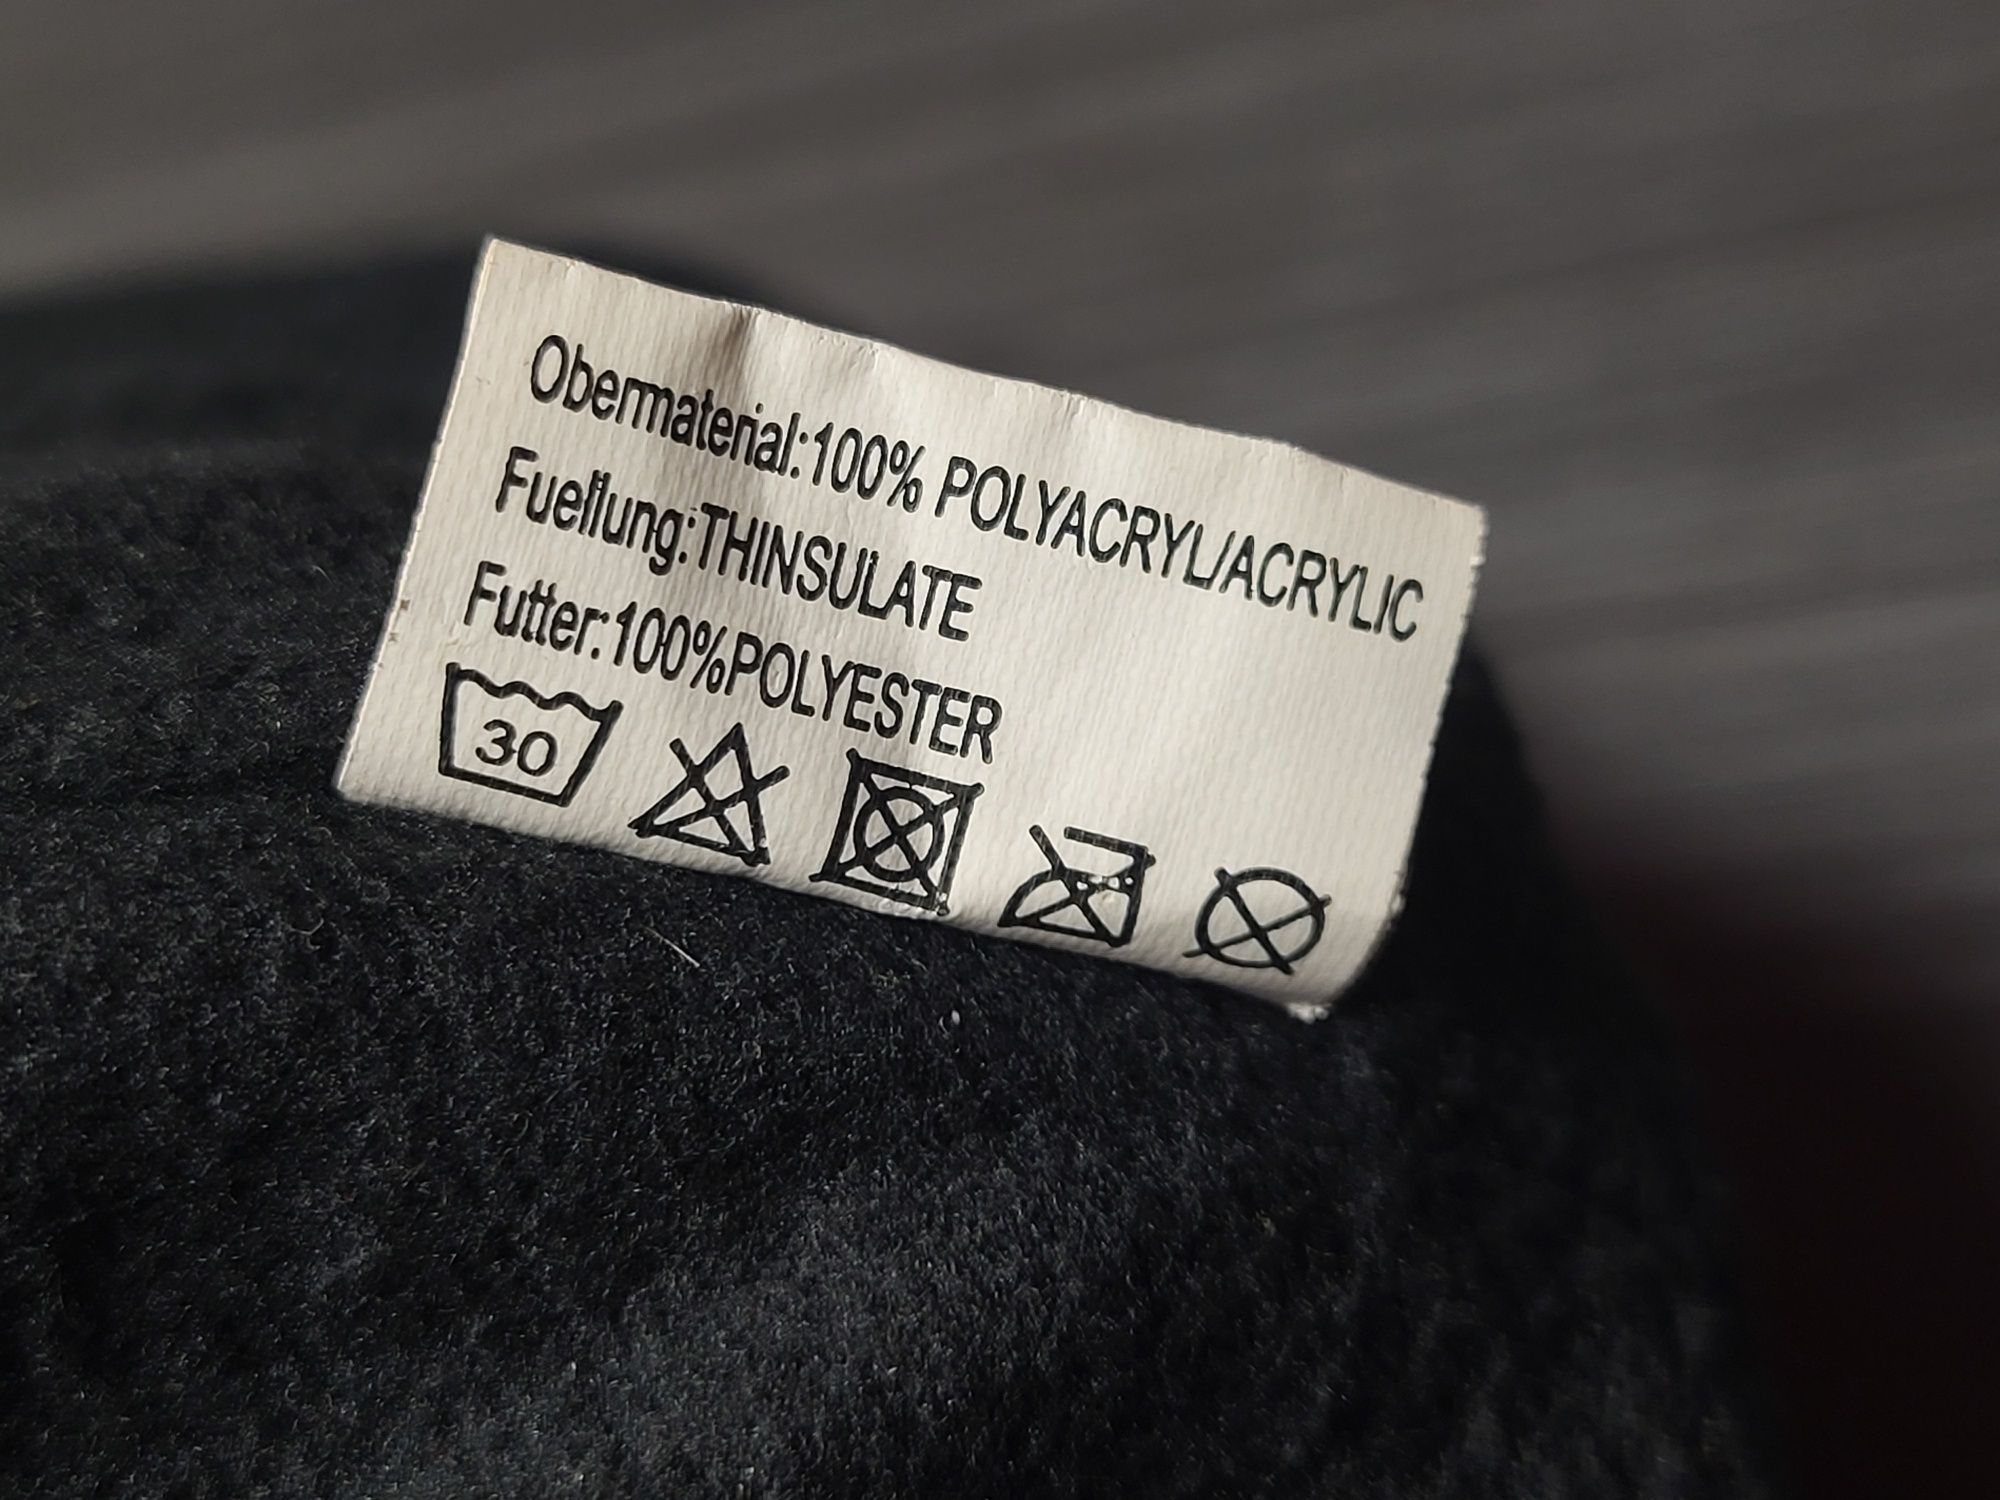 Obermaterial:100% POLYACRYL/ACRYLIC
Fuellung:THINSULATE
Futter:100%POLYESTER
30